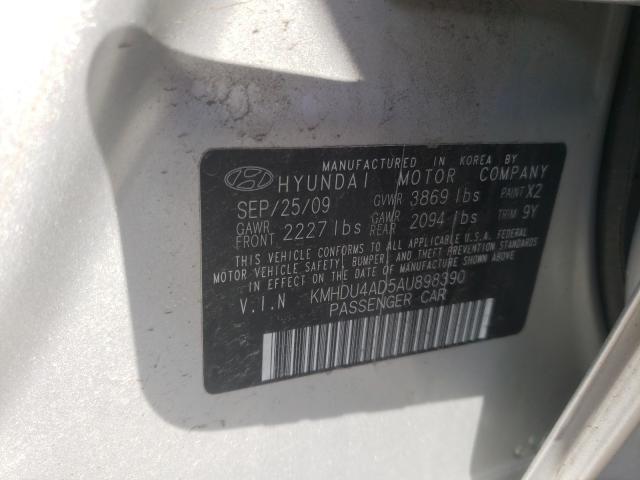 MANUFACTURED IN KOREA BY
HYUNDAI MOTOR COMPANY
SEP/25/09 GVWR 3869 lbs PAINT X2
GAWR FRONT 2227 lbs GAWR REAR 2094 lbs TRIM 9Y
THIS VEHICLE CONFORMS TO ALL APPLICABLE U.S.A. FEDERAL
MOTOR VEHICLE SAFETY, BUMPER, AND THEFT PREVENTION
STANDARDS IN EFFECT ON THE DATE OF MANUFACTURE SHOWN ABOVE.
V.I.N KMHDU4AD5AU898390
PASSENGER CAR